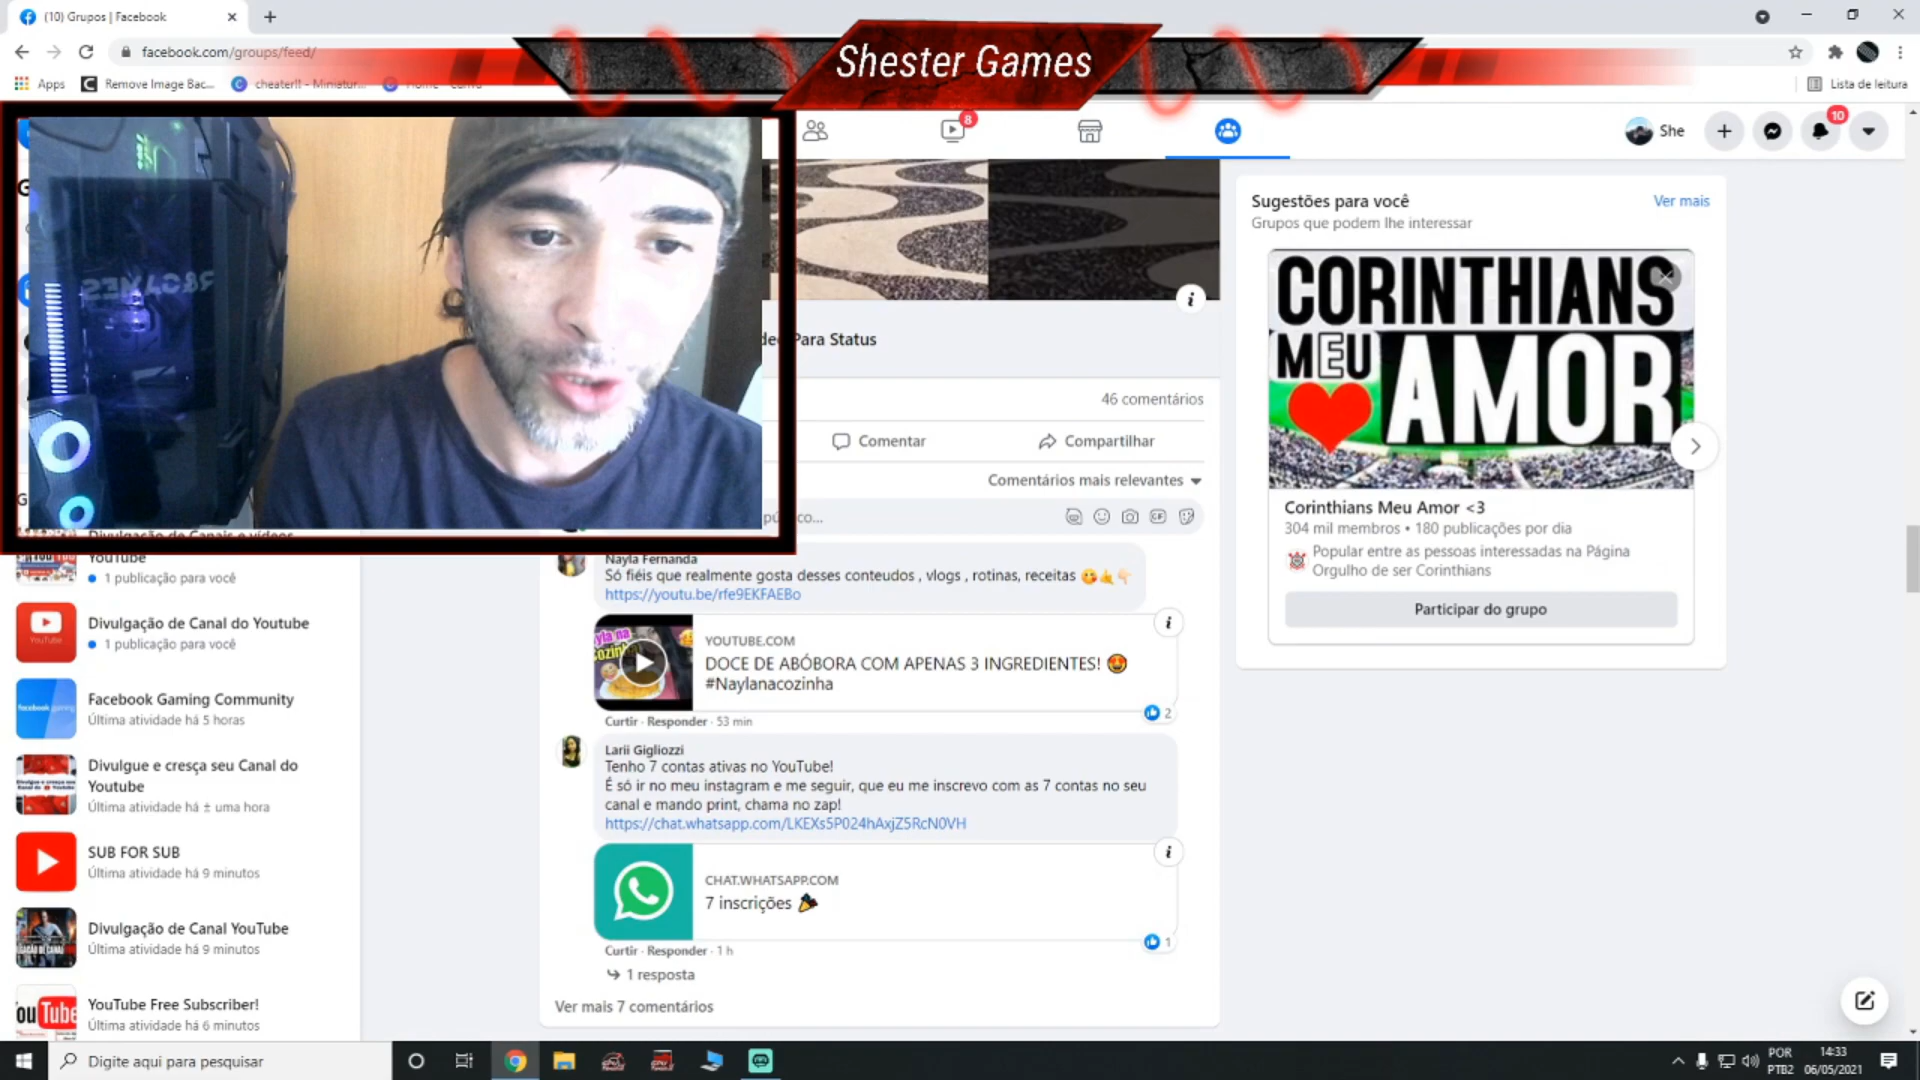 (10) Grupos | Facebook
facebook.com/groups/feed/
Shester Games
Apps
Remove Image Bac...
cheater!! - Miniatur...
Lista de leitura
8
She
10
Sugestões para você
Ver mais
Grupos que podem lhe interessar
CORINTHIANS
MEU AMOR
Para Status
46 comentários
Comentar
Compartilhar
Comentários mais relevantes
GIF
Corinthians Meu Amor <3
304 mil membros • 180 publicações por dia
Popular entre as pessoas interessadas na Página
Orgulho de ser Corinthians
Participar do grupo
Divulgação de Canais e vídeos
YouTube
1 publicação para você
Divulgação de Canal do Youtube
1 publicação para você
Facebook Gaming Community
Última atividade há 5 horas
Divulgue e cresça seu Canal do
Youtube
Última atividade há ± uma hora
SUB FOR SUB
Última atividade há 9 minutos
Divulgação de Canal YouTube
Última atividade há 9 minutos
YouTube Free Subscriber!
Última atividade há 6 minutos
Nayla Fernanda
Só fiéis que realmente gosta desses conteudos , vlogs , rotinas, receitas
https://youtu.be/rfe9EKFAEBo
YOUTUBE.COM
DOCE DE ABÓBORA COM APENAS 3 INGREDIENTES!
#Naylanacozinha
Curtir · Responder · 53 min
2
Larii Gigliozzi
Tenho 7 contas ativas no YouTube!
É só ir no meu instagram e me seguir, que eu me inscrevo com as 7 contas no seu
canal e mando print, chama no zap!
https://chat.whatsapp.com/LKEXs5P024hAxjZ5RcN0VH
CHAT.WHATSAPP.COM
7 inscrições
Curtir · Responder · 1 h
1
1 resposta
Ver mais 7 comentários
Digite aqui para pesquisar
POR
PTB2
14:33
06/05/2021